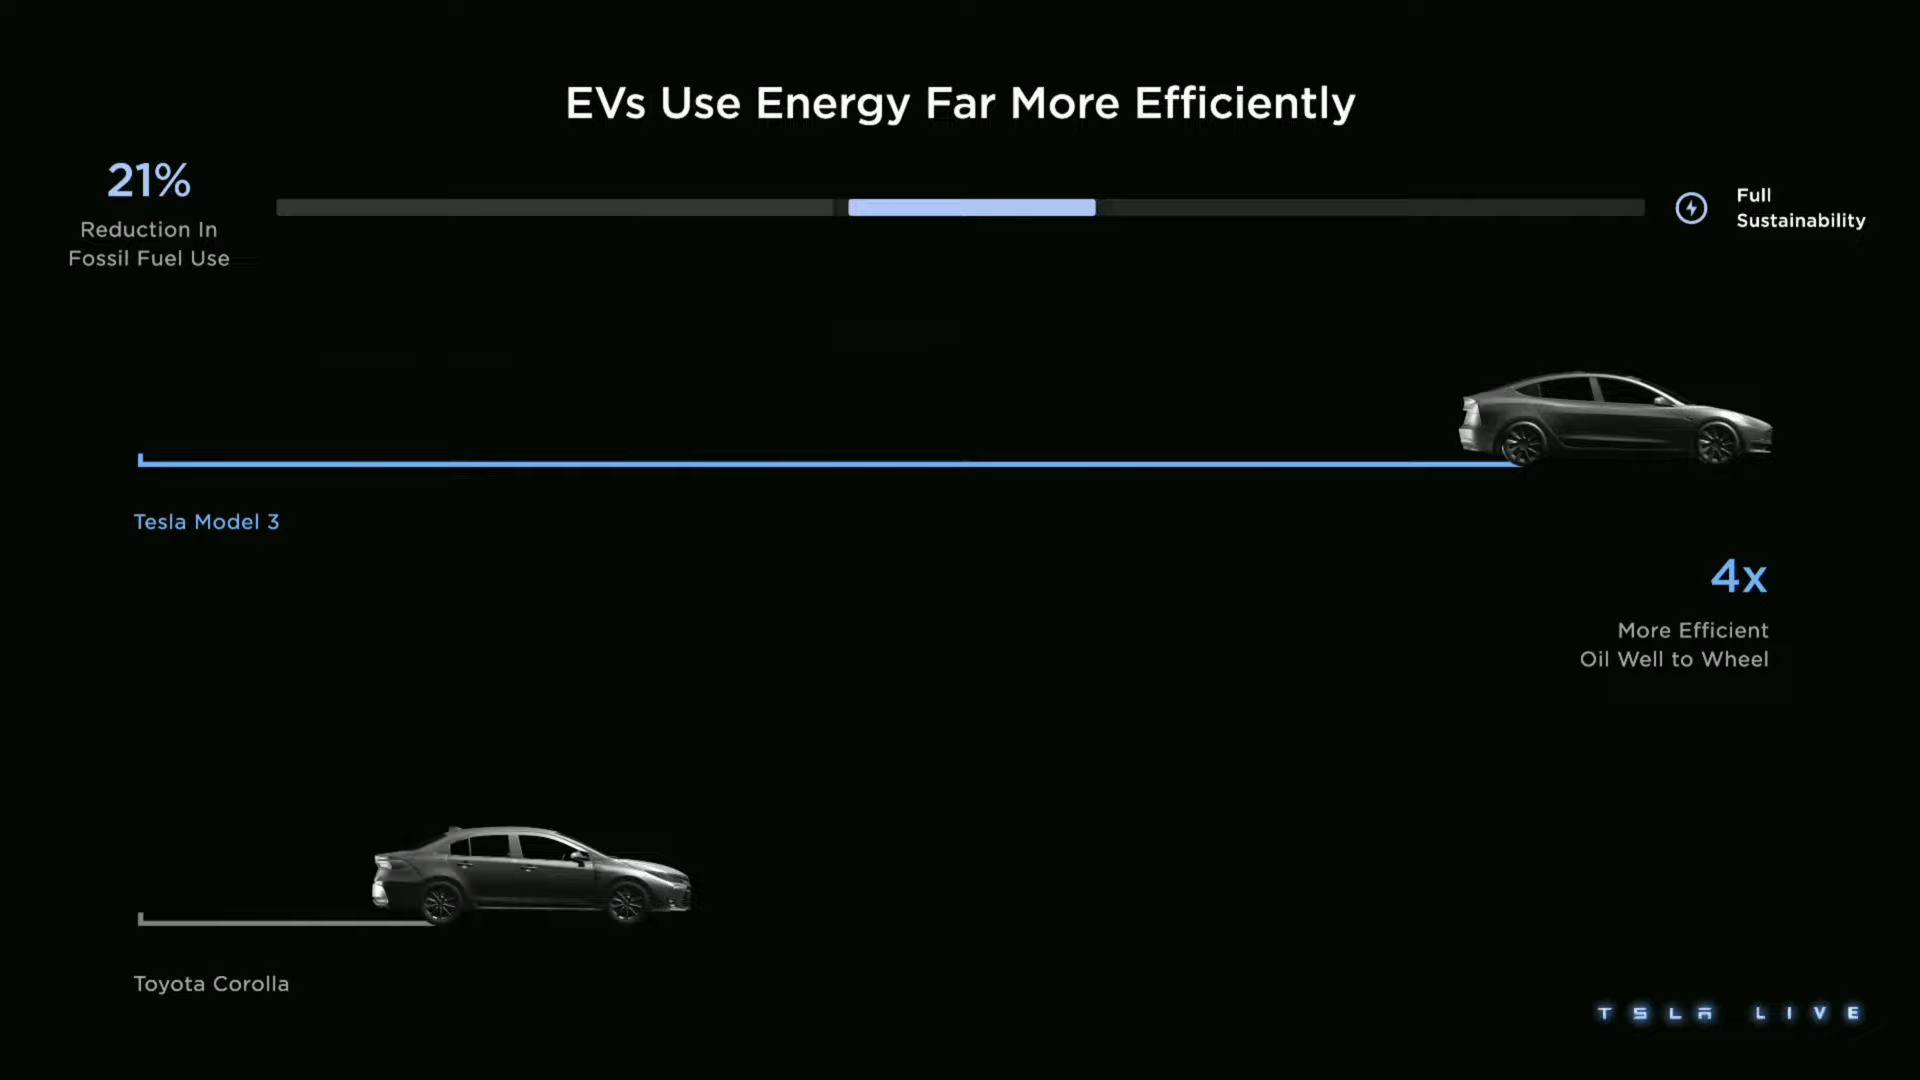 EVs Use Energy Far More Efficiently
21%
Reduction In
Fossil Fuel Use
Full
Sustainability
Tesla Model 3
4x
More Efficient
Oil Well to Wheel
Toyota Corolla
TSLA LIVE